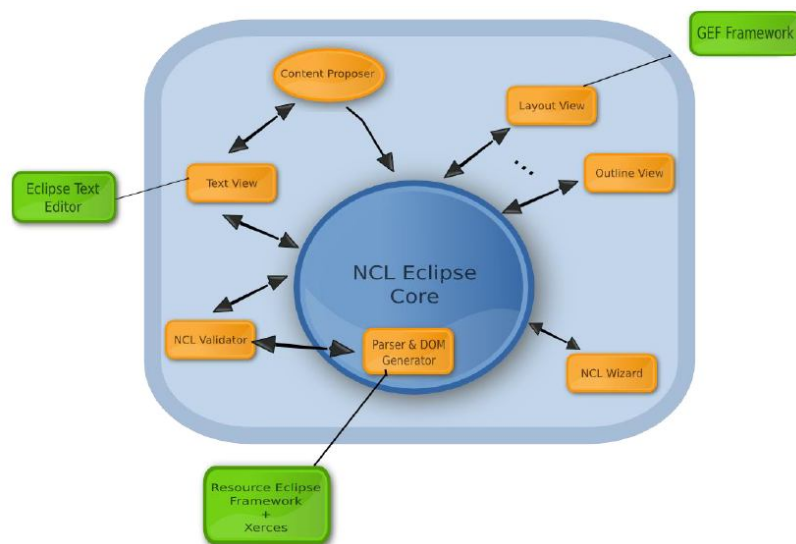 GEF Framework
Content Proposer
Layout View
Text View
Outline View
Eclipse Text
Editor
NCL Eclipse
Core
NCL Validator
Parser & DOM
Generator
NCL Wizard
Resource Eclipse
Framework
+
Xerces